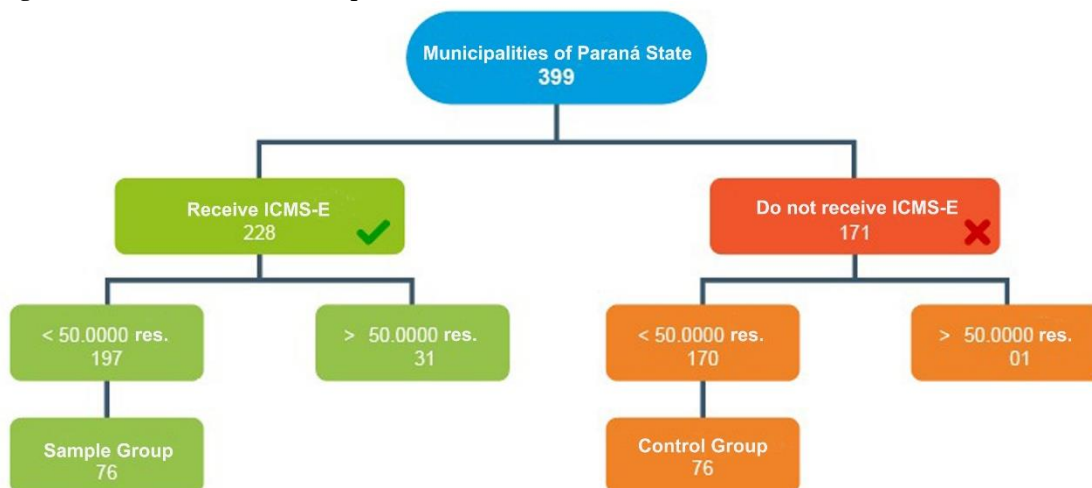 Municipalities of Paraná State
399
Receive ICMS-E
228
Do not receive ICMS-E
171
< 50.0000 res.
197
> 50.0000 res.
31
< 50.0000 res.
170
> 50.0000 res.
01
Sample Group
76
Control Group
76